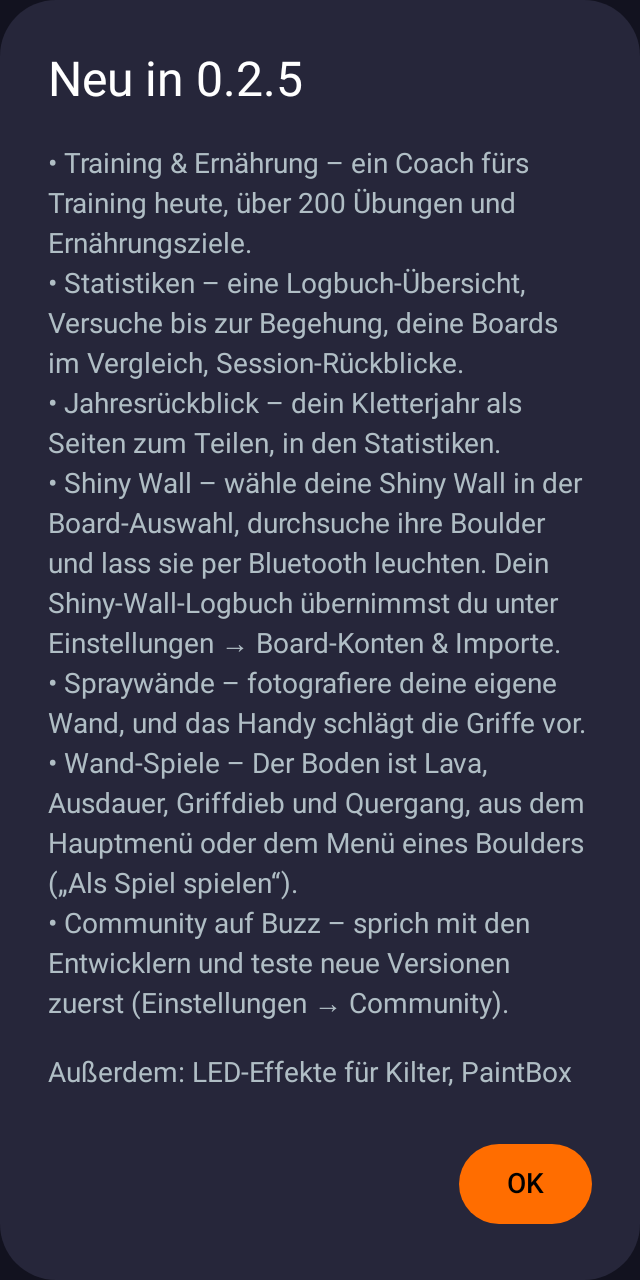 Neu in 0.2.5
• Training & Ernährung – ein Coach fürs
Training heute, über 200 Übungen und
Ernährungsziele.
• Statistiken – eine Logbuch-Übersicht,
Versuche bis zur Begehung, deine Boards
im Vergleich, Session-Rückblicke.
• Jahresrückblick – dein Kletterjahr als
Seiten zum Teilen, in den Statistiken.
• Shiny Wall – wähle deine Shiny Wall in der
Board-Auswahl, durchsuche ihre Boulder
und lass sie per Bluetooth leuchten. Dein
Shiny-Wall-Logbuch übernimmst du unter
Einstellungen → Board-Konten & Importe.
• Spraywände – fotografiere deine eigene
Wand, und das Handy schlägt die Griffe vor.
• Wand-Spiele – Der Boden ist Lava,
Ausdauer, Griffdieb und Quergang, aus dem
Hauptmenü oder dem Menü eines Boulders
(„Als Spiel spielen“).
• Community auf Buzz – sprich mit den
Entwicklern und teste neue Versionen
zuerst (Einstellungen → Community).
Außerdem: LED-Effekte für Kilter, PaintBox
OK